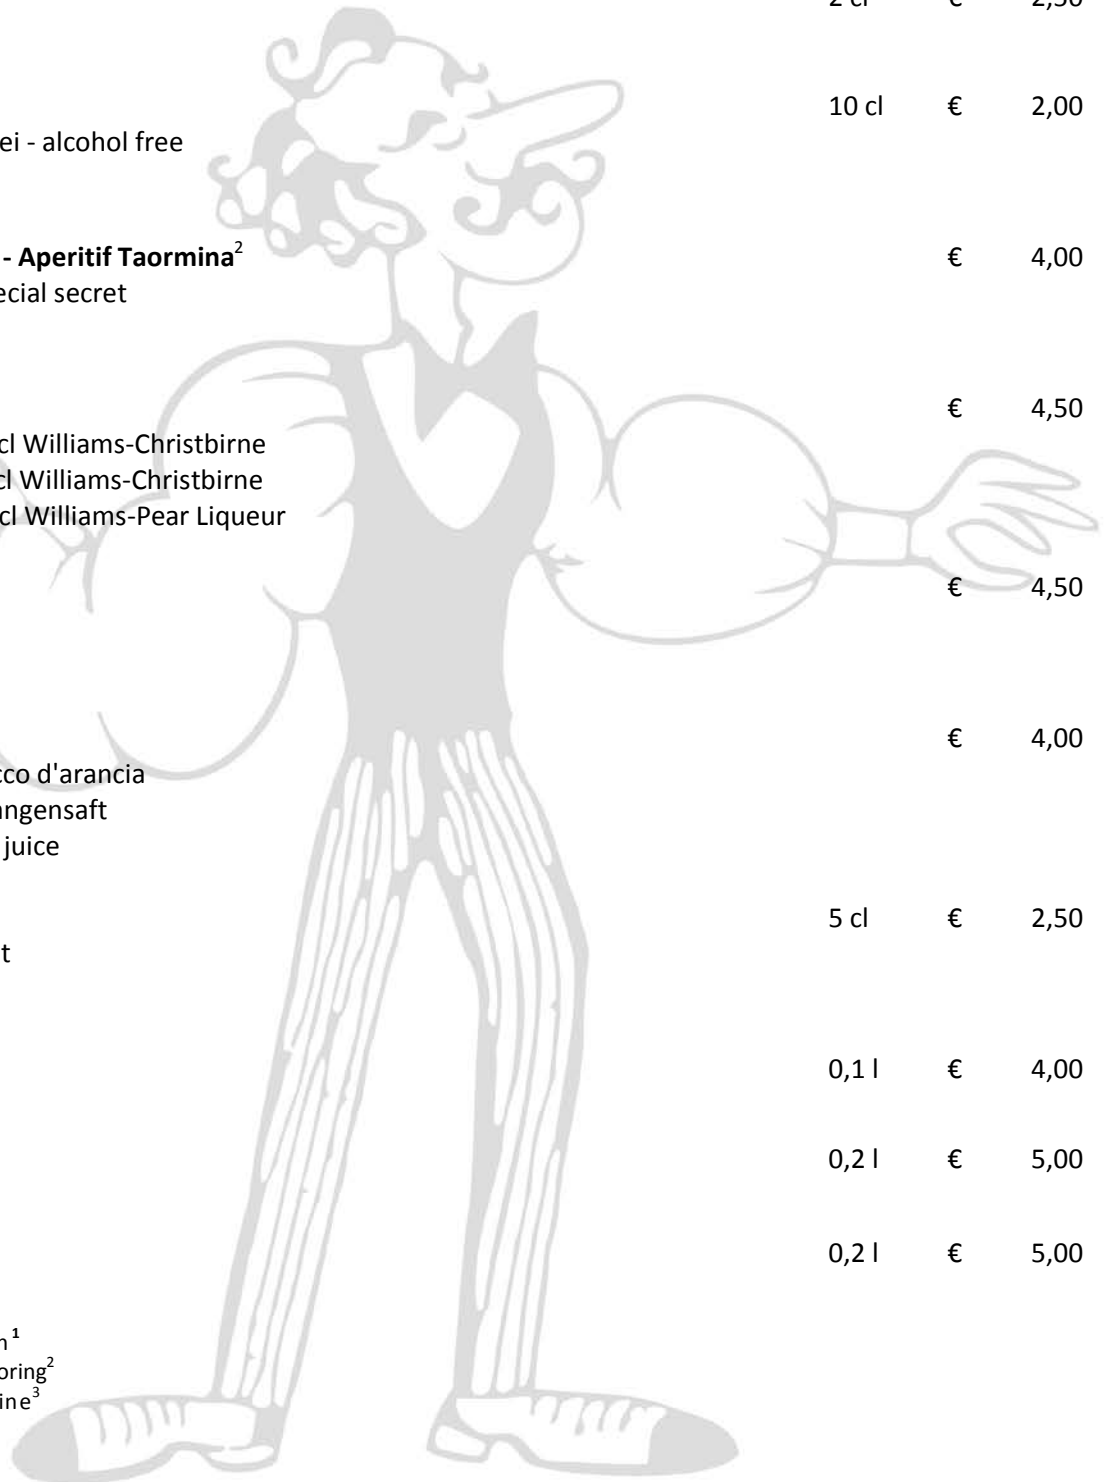 2 cl € 2,50
10 cl € 2,00
ei - alcohol free
- Aperitif Taormina² € 4,00
ecial secret
€ 4,50
cl Williams-Christbirne
cl Williams-Christbirne
cl Williams-Pear Liqueur
€ 4,50
€ 4,00
cco d'arancia
angensaft
juice
5 cl € 2,50
t
0,1 l € 4,00
0,2 l € 5,00
0,2 l € 5,00
n¹
oring²
ine³